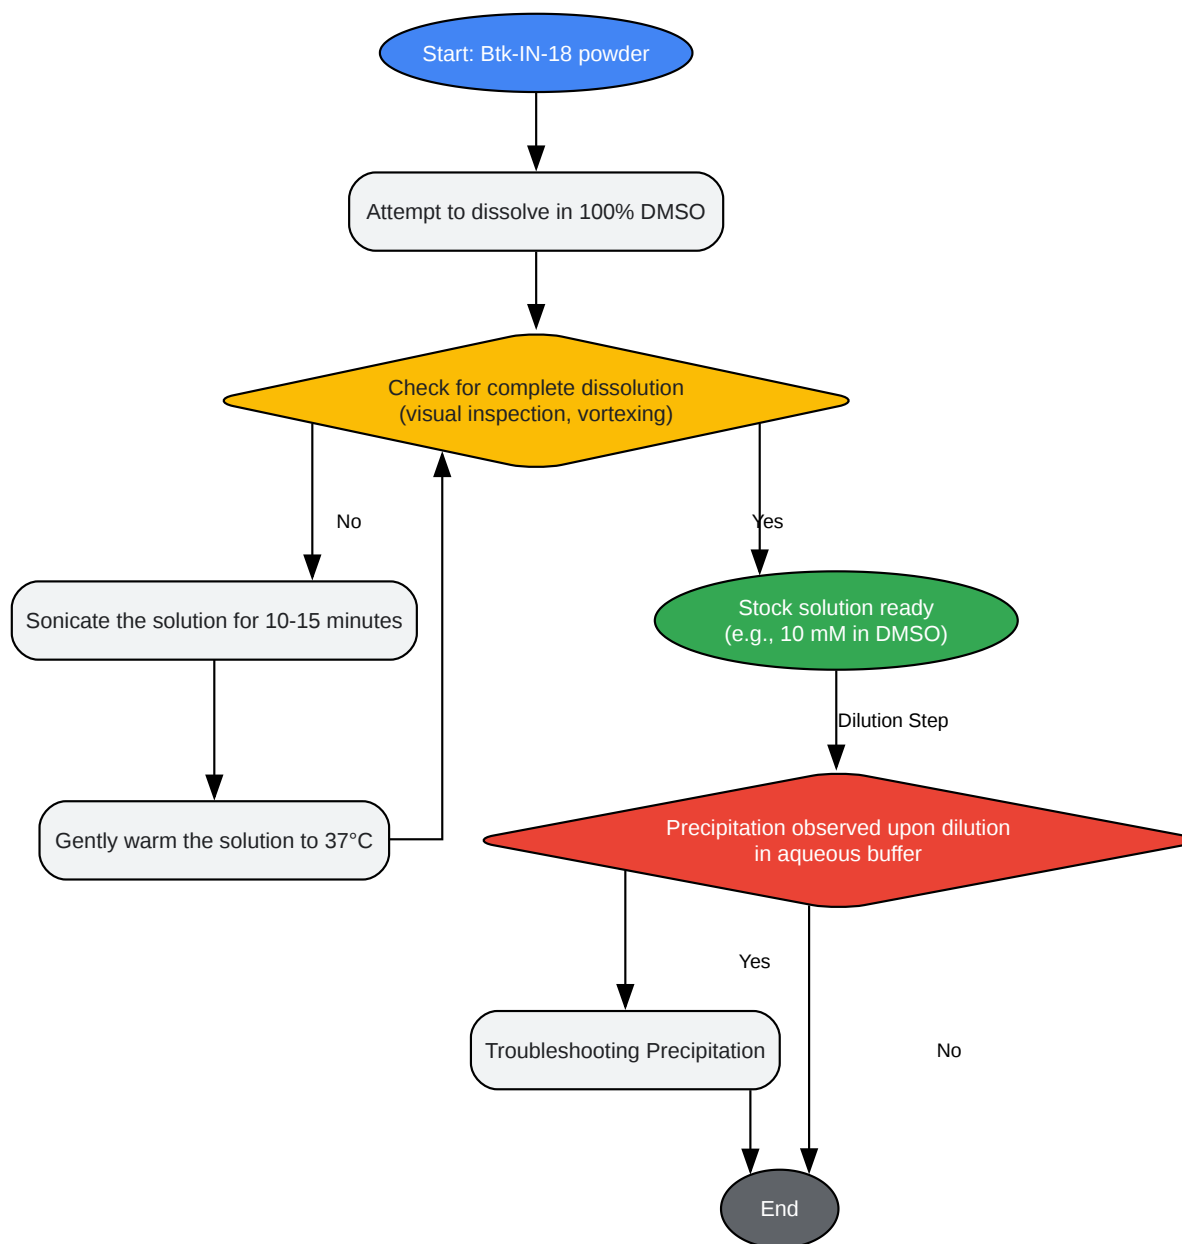 Start: Btk-IN-18 powder
Attempt to dissolve in 100% DMSO
Check for complete dissolution
(visual inspection, vortexing)
No
Yes
Sonicate the solution for 10-15 minutes
Stock solution ready
(e.g., 10 mM in DMSO)
Dilution Step
Gently warm the solution to 37°C
Precipitation observed upon dilution
in aqueous buffer
Yes
Troubleshooting Precipitation
No
End